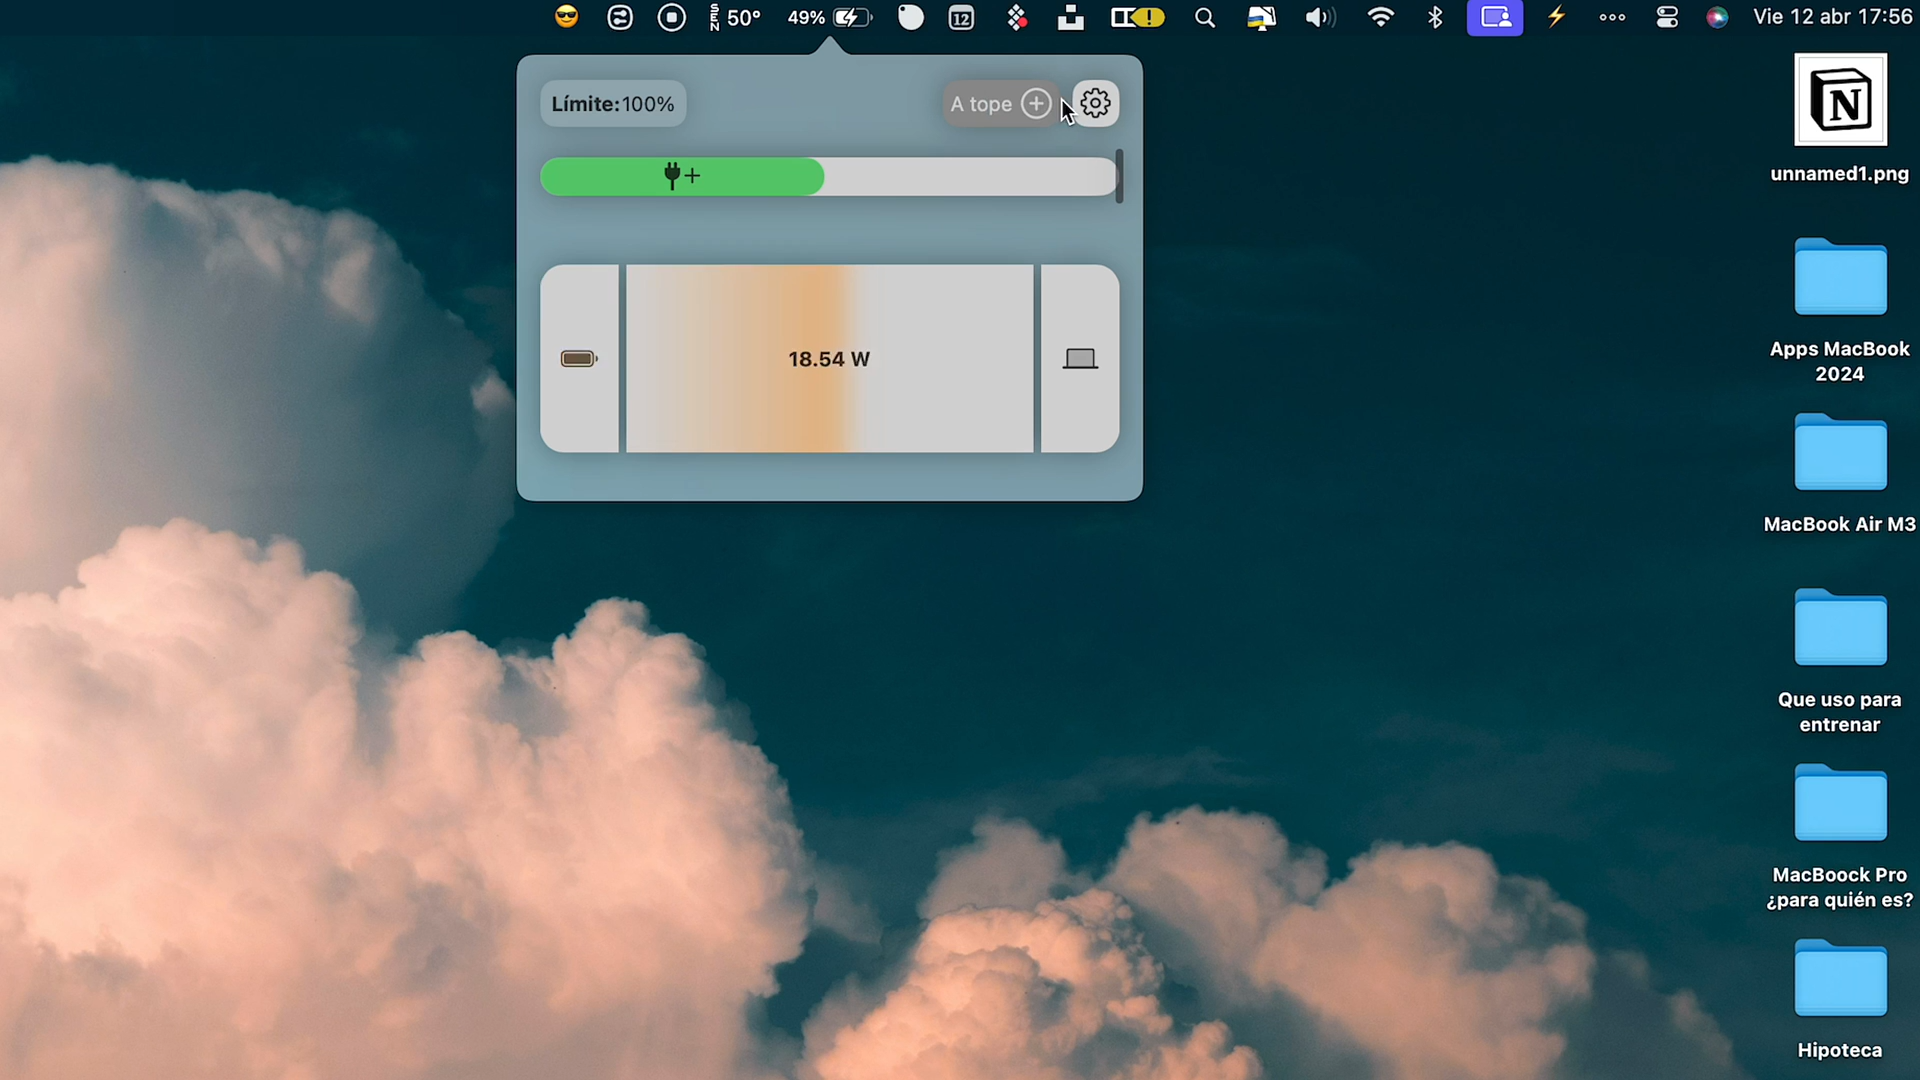 SEN 50°
49%
12
Vie 12 abr 17:56
Límite:100%
A tope
18.54 W
N
unnamed1.png
Apps MacBook
2024
MacBook Air M3
Que uso para
entrenar
MacBoock Pro
¿para quién es?
Hipoteca